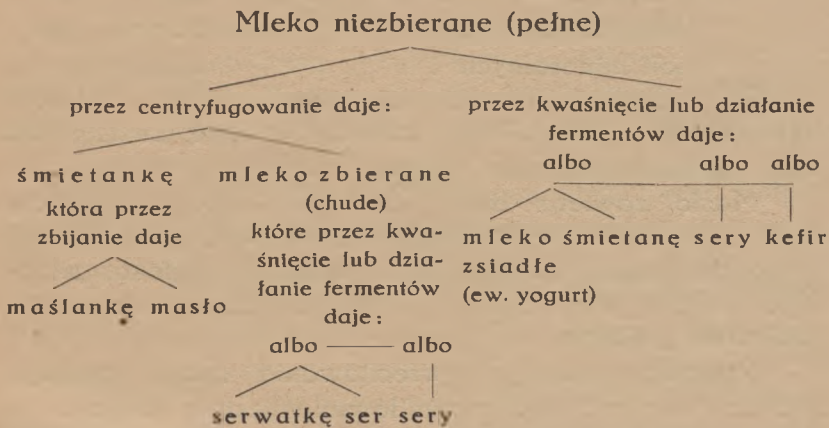 Mleko niezbierane (pełne)
przez centryfugowanie daje:
przez kwaśnięcie lub działanie
fermentów daje:
albo albo albo
śmietankę
która przez
zbijanie daje
maślankę masło
mleko zbierane
(chude)
które przez kwa-
śnięcie lub dzia-
łanie fermentów
daje:
albo albo
serwatkę ser sery
mleko śmietanę sery kefir
zsiadłe
(ew. yogurt)